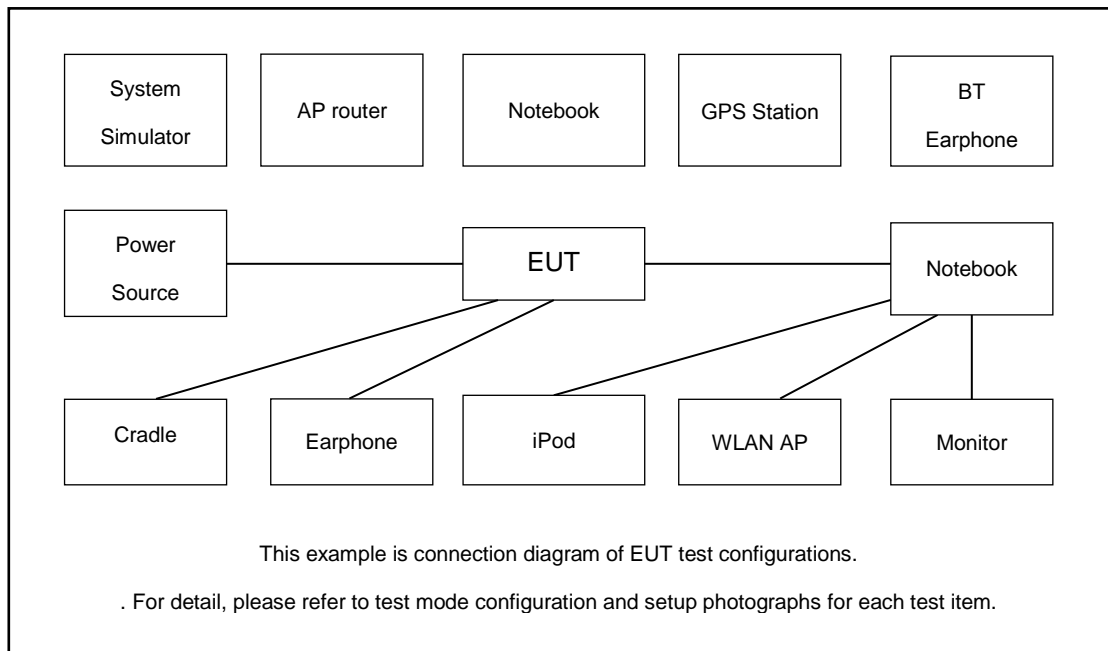 System
Simulator
AP router
Notebook
GPS Station
BT
Earphone
Power
Source
EUT
Notebook
Cradle
Earphone
iPod
WLAN AP
Monitor
This example is connection diagram of EUT test configurations.
. For detail, please refer to test mode configuration and setup photographs for each test item.